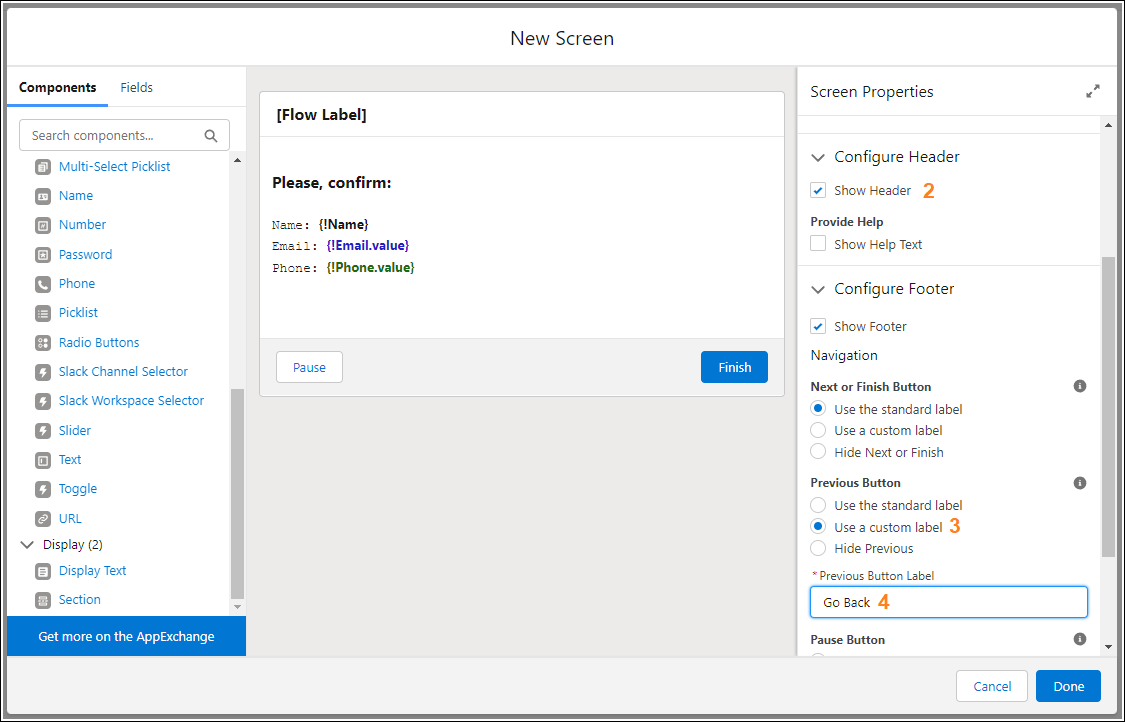 New Screen
Components
Fields
Search components...
Multi-Select Picklist
Name
Number
Password
Phone
Picklist
Radio Buttons
Slack Channel Selector
Slack Workspace Selector
Slider
Text
Toggle
URL
Display (2)
Display Text
Section
Get more on the AppExchange
[Flow Label]
Please, confirm:
Name: {!Name}
Email: {!Email.value}
Phone: {!Phone.value}
Pause
Finish
Screen Properties
Configure Header
Show Header 2
Provide Help
Show Help Text
Configure Footer
Show Footer
Navigation
Next or Finish Button
Use the standard label
Use a custom label
Hide Next or Finish
Previous Button
Use the standard label
Use a custom label 3
Hide Previous
*Previous Button Label
Go Back 4
Pause Button
Cancel
Done